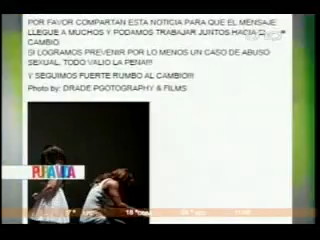 POR FAVOR COMPARTAN ESTA NOTICIA PARA QUE EL MENSAJE
LLEGUE A MUCHOS Y PODAMOS TRABAJAR JUNTOS HACIA
CAMBIO
SI LOGRAMOS PREVENIR POR LO MENOS UN CASO DE ABUSO
SEXUAL, TODO VALIO LA PENA!!!
Y SEGUIMOS FUERTE RUMBO AL CAMBIO!!!
Photo by: DRADE PGOTOGRAPHY & FILMS
PURA VIDA